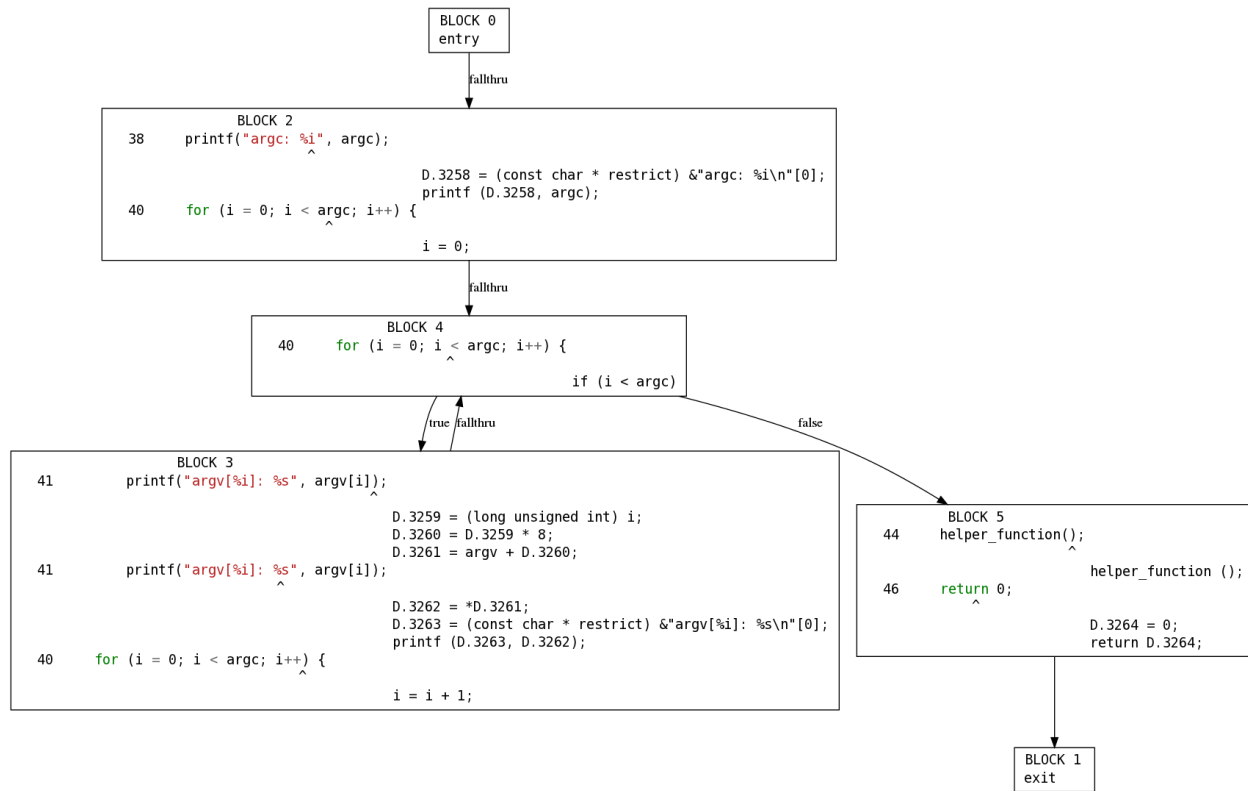 BLOCK 0
entry
fallthru
BLOCK 2
38 printf("argc: %i", argc);
^
D.3258 = (const char * restrict) &"argc: %i\n"[0];
printf (D.3258, argc);
40 for (i = 0; i < argc; i++) {
^
i = 0;
fallthru
BLOCK 4
40 for (i = 0; i < argc; i++) {
^
if (i < argc)
true
fallthru
false
BLOCK 3
41 printf("argv[%i]: %s", argv[i]);
^
D.3259 = (long unsigned int) i;
D.3260 = D.3259 * 8;
D.3261 = argv + D.3260;
41 printf("argv[%i]: %s", argv[i]);
^
D.3262 = *D.3261;
D.3263 = (const char * restrict) &"argv[%i]: %s\n"[0];
printf (D.3263, D.3262);
40 for (i = 0; i < argc; i++) {
^
i = i + 1;
BLOCK 5
44 helper_function();
^
helper_function ();
46 return 0;
^
D.3264 = 0;
return D.3264;
BLOCK 1
exit